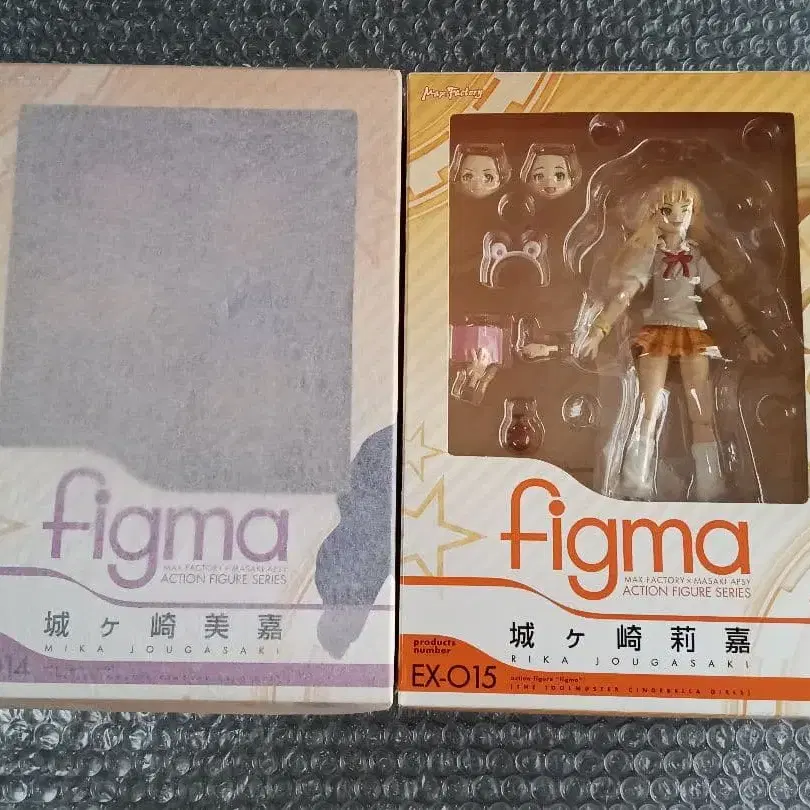 figma
MAX FACTORY × MASAKI APSY
ACTION FIGURE SERIES
城ヶ崎美嘉
MIKA JOUGASAKI
014
Max Factory
figma
MAX FACTORY × MASAKI APSY
ACTION FIGURE SERIES
城ヶ崎莉嘉
RIKA JOUGASAKI
products
number
EX-015
action figure "figma"
[THE IDOLM@STER CINDERELLA GIRLS]